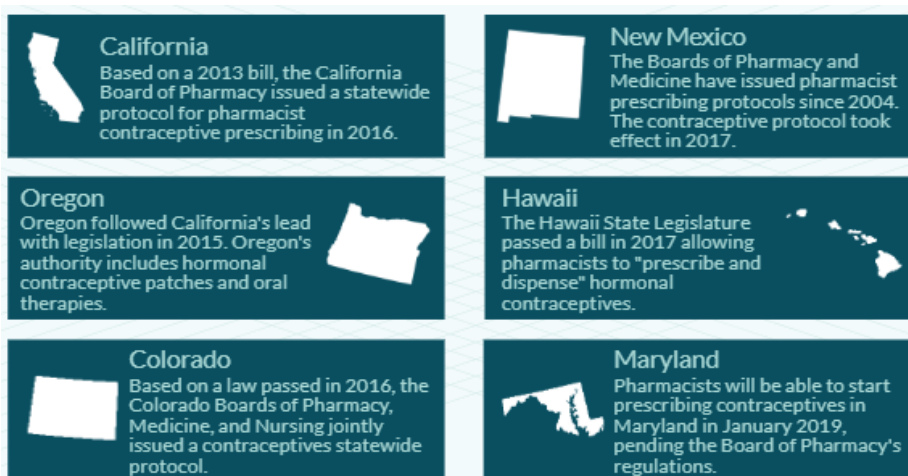 California
Based on a 2013 bill, the California
Board of Pharmacy issued a statewide
protocol for pharmacist
contraceptive prescribing in 2016.
New Mexico
The Boards of Pharmacy and
Medicine have issued pharmacist
prescribing protocols since 2004.
The contraceptive protocol took
effect in 2017.
Oregon
Oregon followed California's lead
with legislation in 2015. Oregon's
authority includes hormonal
contraceptive patches and oral
therapies.
Hawaii
The Hawaii State Legislature
passed a bill in 2017 allowing
pharmacists to "prescribe and
dispense" hormonal
contraceptives.
Colorado
Based on a law passed in 2016, the
Colorado Boards of Pharmacy,
Medicine, and Nursing jointly
issued a contraceptives statewide
protocol.
Maryland
Pharmacists will be able to start
prescribing contraceptives in
Maryland in January 2019,
pending the Board of Pharmacy's
regulations.